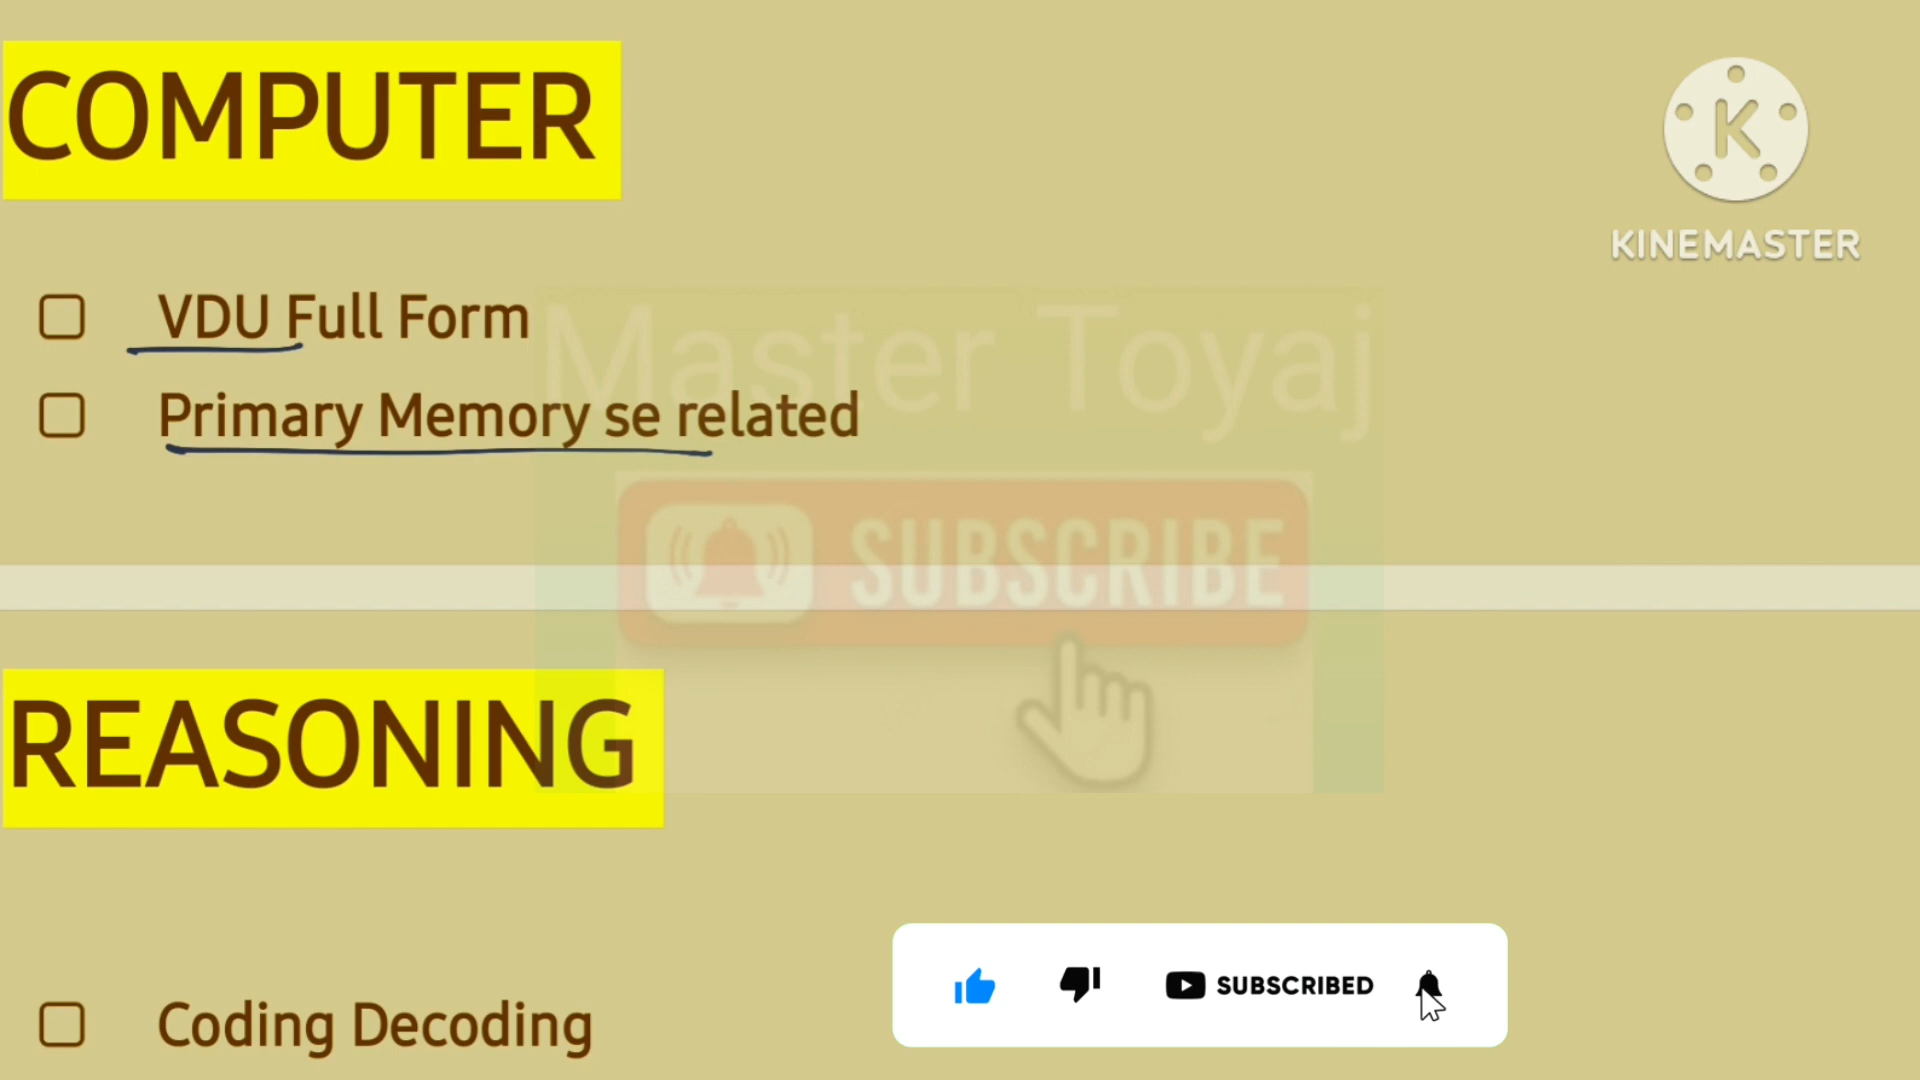 COMPUTER
K
KINEMASTER
VDU Full Form
Master Toyaj
Primary Memory se related
SUBSCRIBE
REASONING
SUBSCRIBED
Coding Decoding